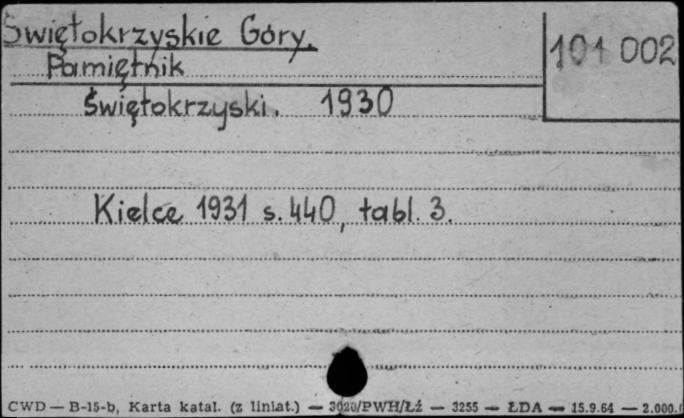 Świętokrzyskie Góry.
101 002
Pamiętnik
Świętokrzyski. 1930
Kielce 1931 s. 440, tabl. 3.
CWD — B-15-b, Karta katal. (z liniat.) — 3020/PWH/Łź — 3255 — ŁDA — 15.9.64 — 2.000.